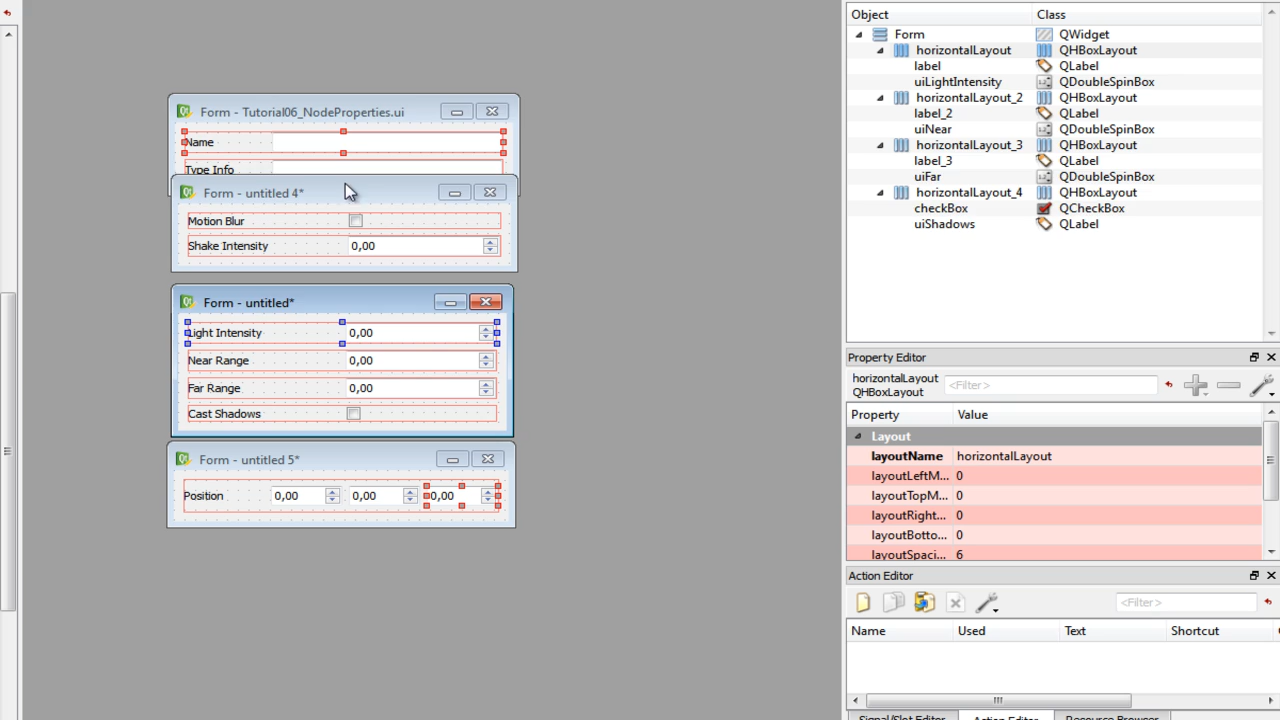 Form - Tutorial06_NodeProperties.ui
Name
Type Info
Form - untitled 4*
Motion Blur
Shake Intensity 0,00
Form - untitled*
Light Intensity 0,00
Near Range 0,00
Far Range 0,00
Cast Shadows
Form - untitled 5*
Position 0,00 0,00 0,00
Object Class
Form QWidget
horizontalLayout QHBoxLayout
label QLabel
uiLightIntensity QDoubleSpinBox
horizontalLayout_2 QHBoxLayout
label_2 QLabel
uiNear QDoubleSpinBox
horizontalLayout_3 QHBoxLayout
label_3 QLabel
uiFar QDoubleSpinBox
horizontalLayout_4 QHBoxLayout
checkBox QCheckBox
uiShadows QLabel
Property Editor
horizontalLayout
QHBoxLayout
<Filter>
Property Value
Layout
layoutName horizontalLayout
layoutLeftM... 0
layoutTopM... 0
layoutRight... 0
layoutBotto... 0
layoutSpaci... 6
Action Editor
<Filter>
Name Used Text Shortcut
Signal/Slot Editor Action Editor Resource Browser